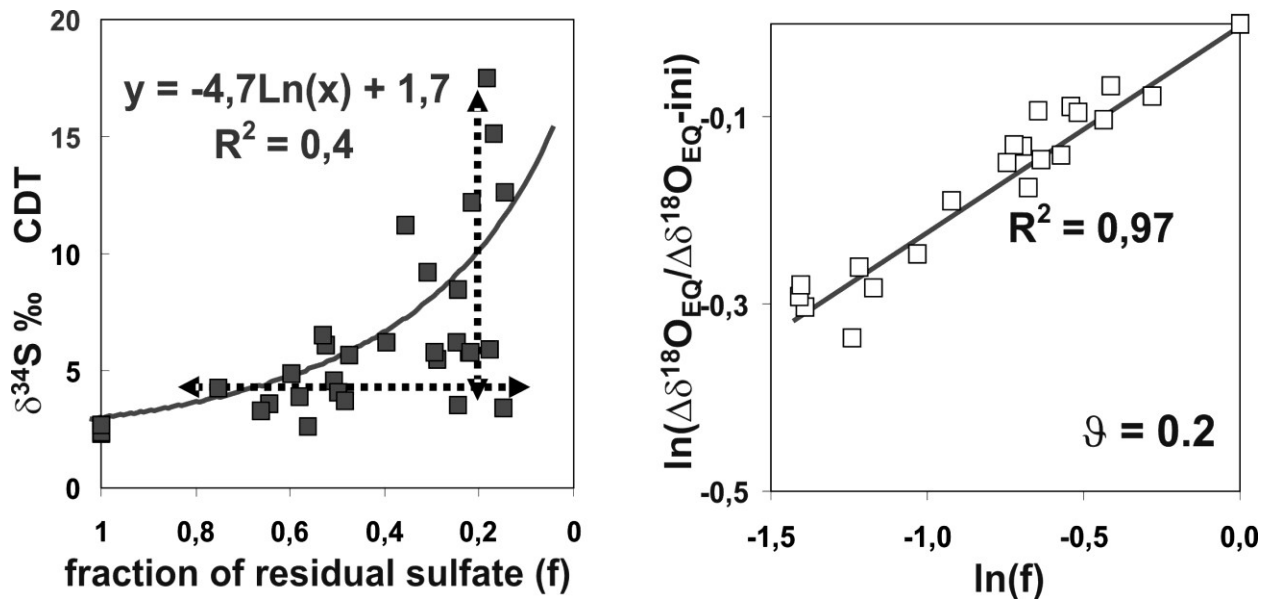 20
15
10
5
0
δ³⁴S ‰ CDT
y = -4,7Ln(x) + 1,7
R² = 0,4
1 0,8 0,6 0,4 0,2 0
fraction of residual sulfate (f)
ln(Δδ¹⁸O_EQ/Δδ¹⁸O_EQ-ini)
-0,1
-0,3
-0,5
R² = 0,97
ϑ = 0.2
-1,5 -1,0 -0,5 0,0
ln(f)